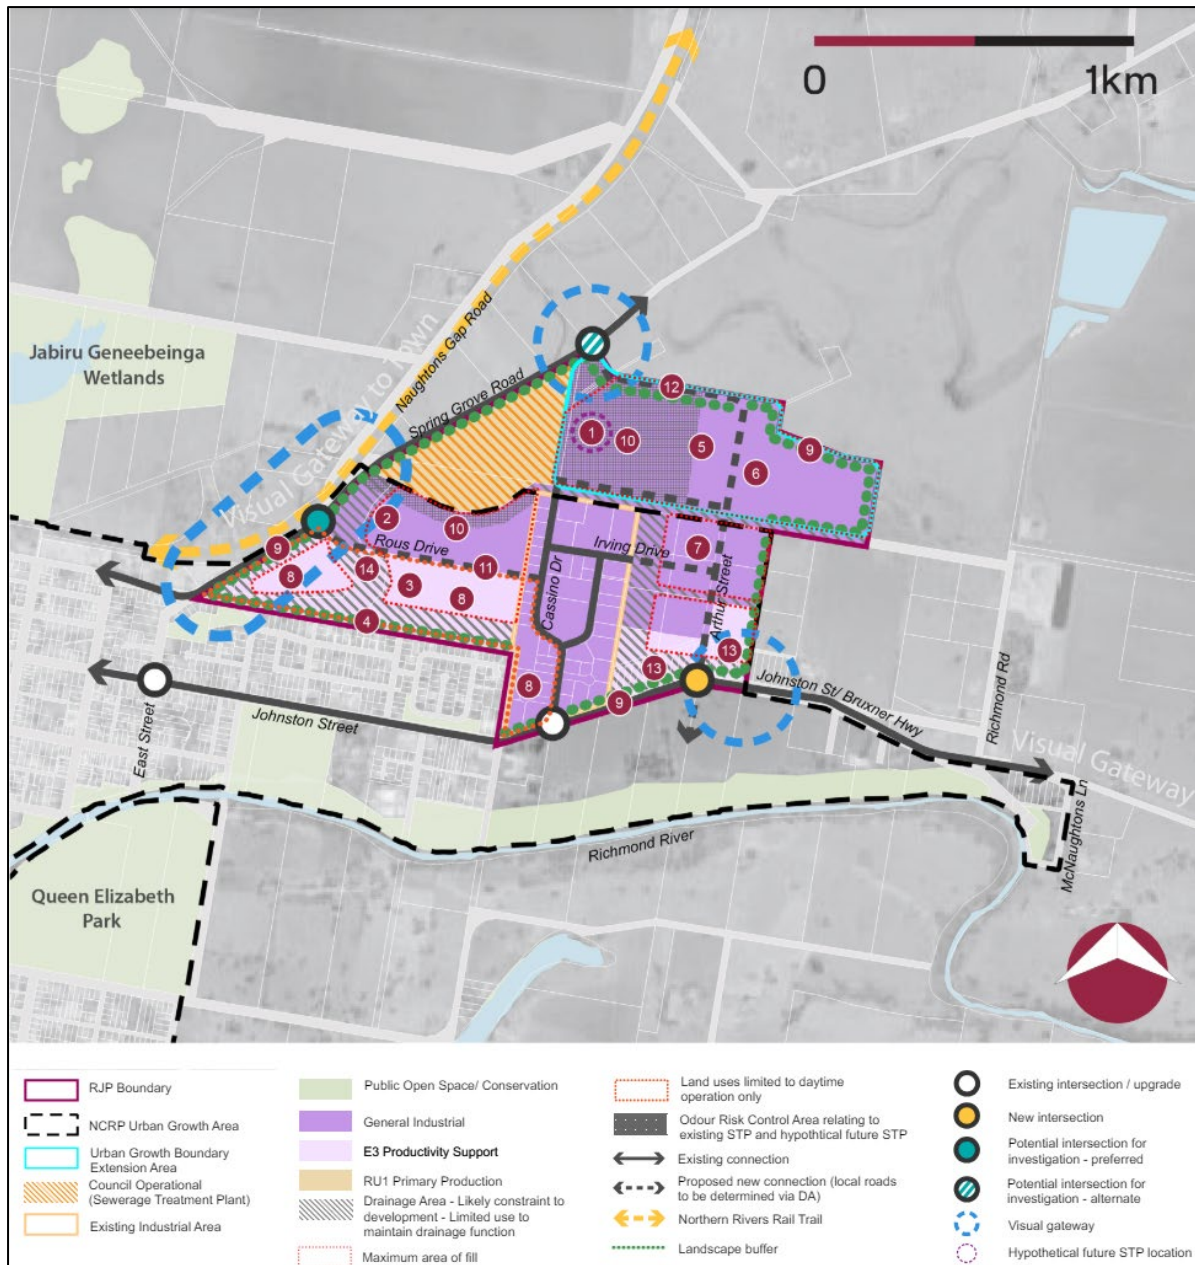 0
1km
Naughtons Gap Road
Visual Gateway to Town
Jabiru Geneebeinga
Wetlands
Spring Grove Road
12
1
10
5
9
6
2
10
Rous Drive
Irving Drive
7
9
14
11
8
3
8
Cassino Dr
Arthur Street
4
13
13
8
9
Johnston St/ Bruxner Hwy
Richmond Rd
East Street
Johnston Street
Visual Gateway
McNaughtons Ln
Richmond River
Queen Elizabeth
Park
RJP Boundary
NCRP Urban Growth Area
Urban Growth Boundary
Extension Area
Council Operational
(Sewerage Treatment Plant)
Existing Industrial Area
Public Open Space/ Conservation
General Industrial
E3 Productivity Support
RU1 Primary Production
Drainage Area - Likely constraint to
development - Limited use to
maintain drainage function
Maximum area of fill
Land uses limited to daytime
operation only
Odour Risk Control Area relating to
existing STP and hypothtical future STP
Existing connection
Proposed new connection (local roads
to be determined via DA)
Northern Rivers Rail Trail
Landscape buffer
Existing intersection / upgrade
New intersection
Potential intersection for
investigation - preferred
Potential intersection for
investigation - alternate
Visual gateway
Hypothetical future STP location